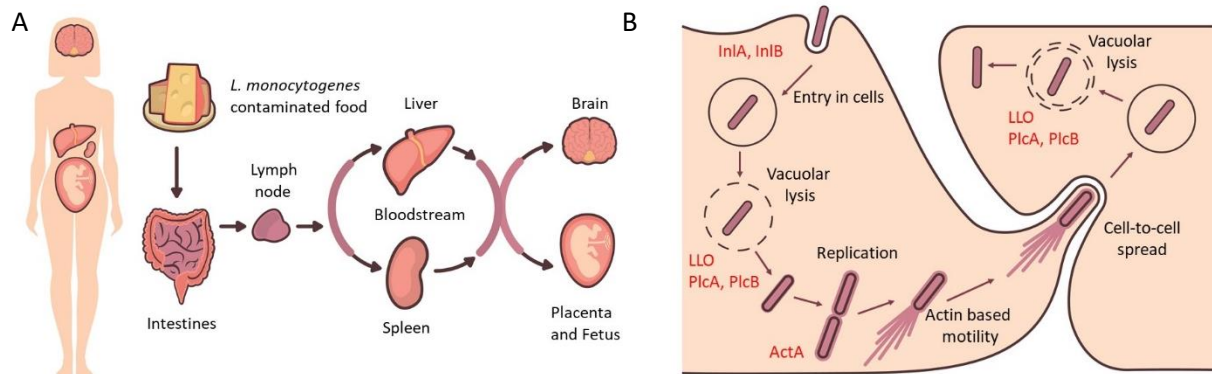 A
L. monocytogenes
contaminated food
Liver
Brain
Lymph
node
Bloodstream
Intestines
Spleen
Placenta
and Fetus
B
InlA, InlB
Entry in cells
Vacuolar
lysis
LLO
PlcA, PlcB
Replication
ActA
Actin based
motility
Cell-to-cell
spread
Vacuolar
lysis
LLO
PlcA, PlcB